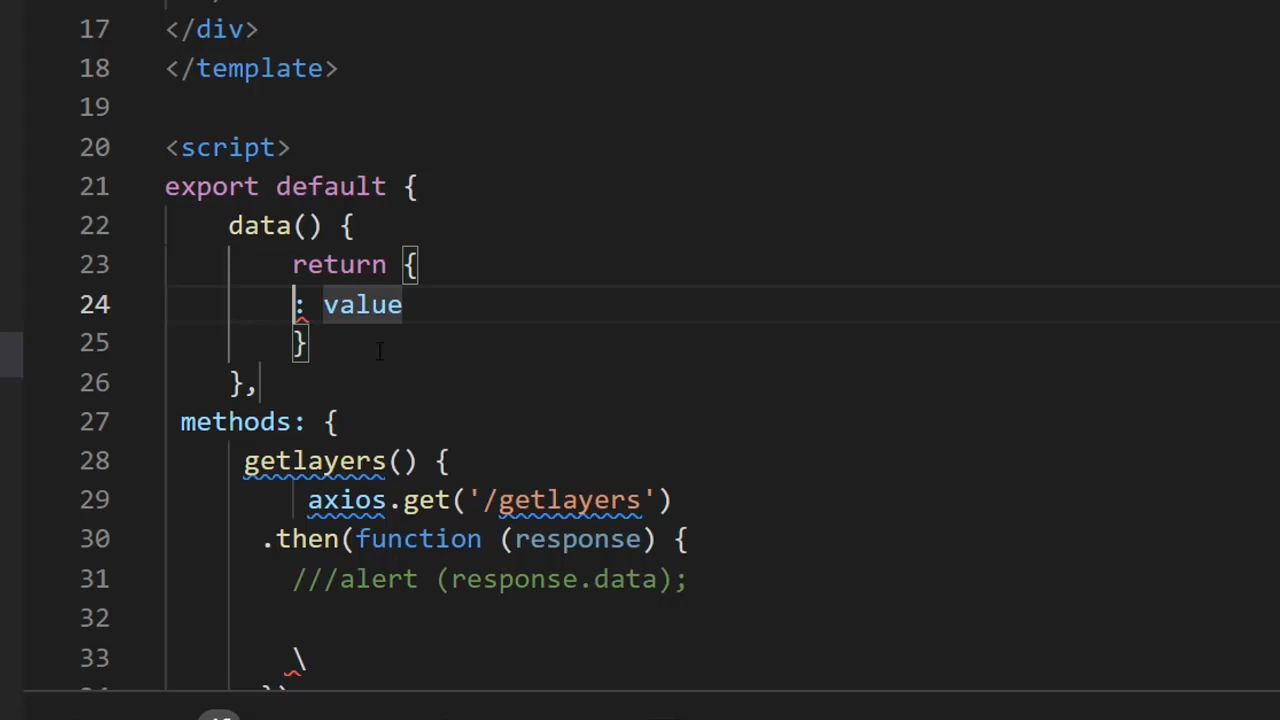 17 </div>
18 </template>
19
20 <script>
21 export default {
22 data() {
23 return {
24 : value
25 }
26 },
27 methods: {
28 getlayers() {
29 axios.get('/getlayers')
30 .then(function (response) {
31 ///alert (response.data);
32
33 \